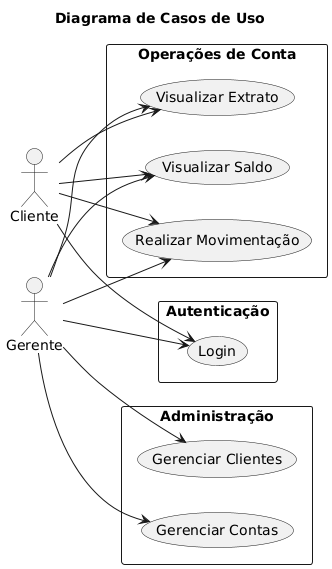 Diagrama de Casos de Uso
Operações de Conta
Visualizar Extrato
Visualizar Saldo
Realizar Movimentação
Cliente
Gerente
Autenticação
Login
Administração
Gerenciar Clientes
Gerenciar Contas